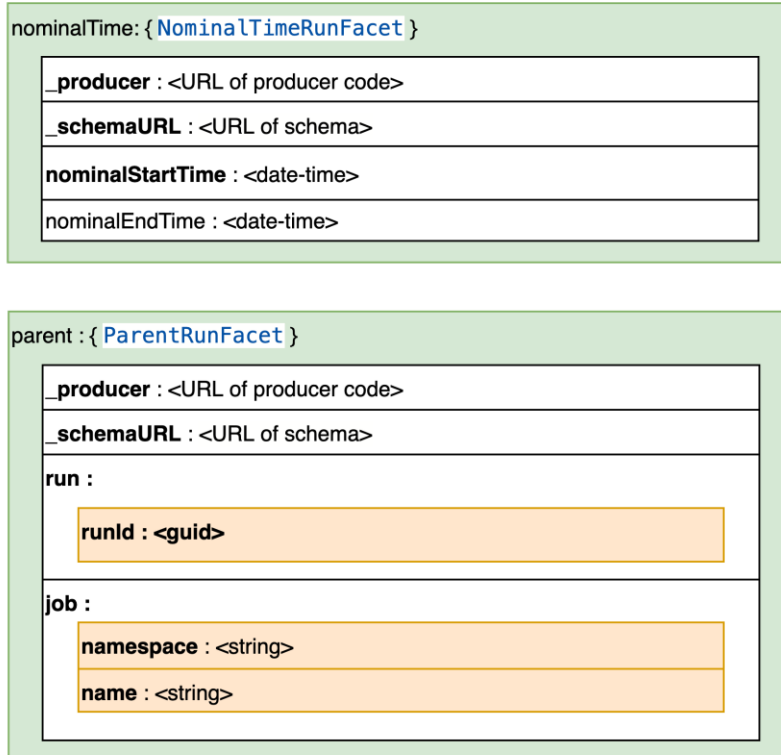 nominalTime: { NominalTimeRunFacet }
_producer : <URL of producer code>
_schemaURL : <URL of schema>
nominalStartTime : <date-time>
nominalEndTime : <date-time>
parent : { ParentRunFacet }
_producer : <URL of producer code>
_schemaURL : <URL of schema>
run :
runId : <guid>
job :
namespace : <string>
name : <string>